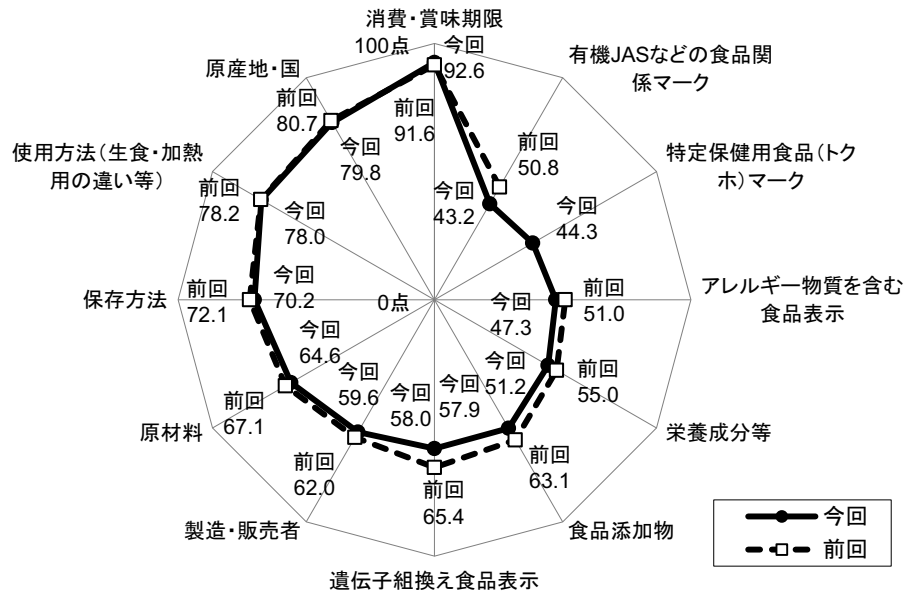 消費・賞味期限
100点
今回
92.6
前回
91.6
有機JASなどの食品関
係マーク
前回
50.8
今回
43.2
特定保健用食品(トク
ホ)マーク
今回
44.3
アレルギー物質を含む
食品表示
前回
51.0
今回
47.3
栄養成分等
前回
55.0
今回
51.2
食品添加物
前回
63.1
今回
57.9
遺伝子組換え食品表示
前回
65.4
今回
58.0
製造・販売者
前回
62.0
今回
59.6
原材料
前回
67.1
今回
64.6
保存方法
前回
72.1
今回
70.2
使用方法(生食・加熱
用の違い等)
前回
78.2
今回
78.0
原産地・国
前回
80.7
今回
79.8
0点
今回
前回